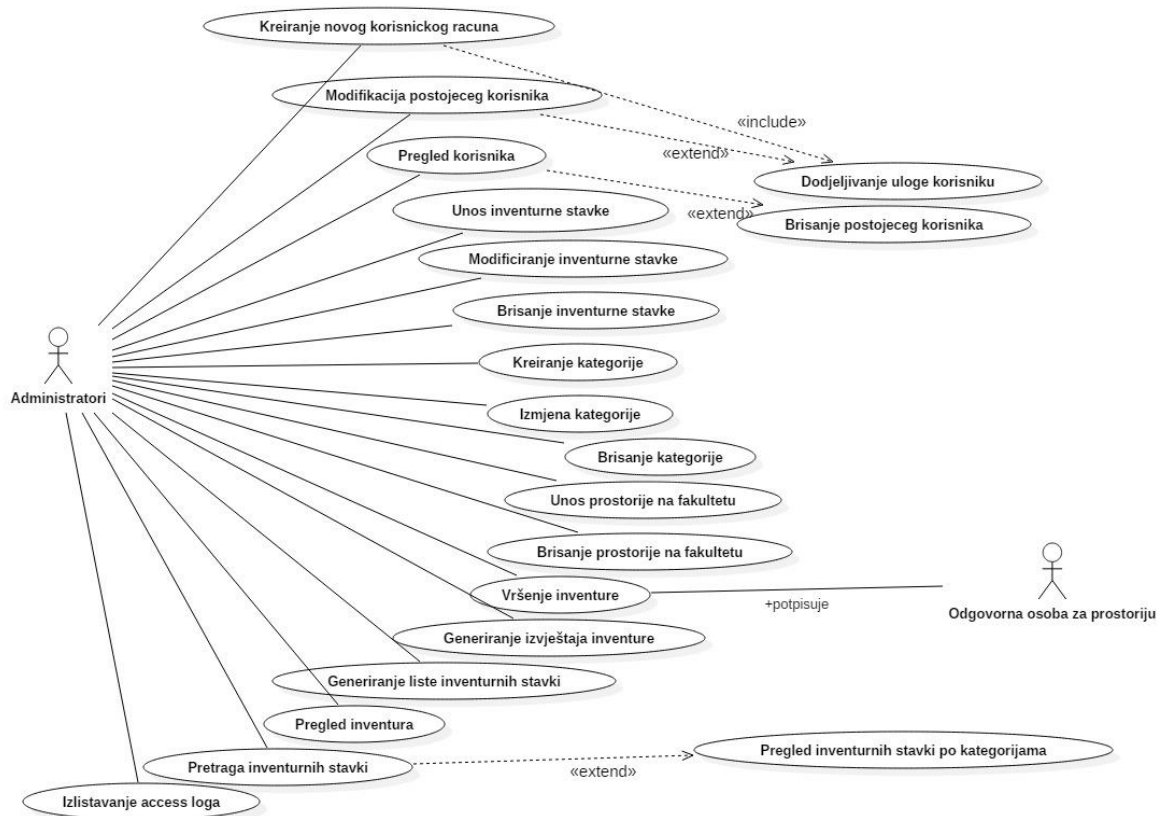 Kreiranje novog korisnickog racuna
Modifikacija postojeceg korisnika
«include»
Pregled korisnika
«extend»
Dodjeljivanje uloge korisniku
Unos inventurne stavke
«extend»
Brisanje postojeceg korisnika
Modificiranje inventurne stavke
Brisanje inventurne stavke
Kreiranje kategorije
Administratori
Izmjena kategorije
Brisanje kategorije
Unos prostorije na fakultetu
Brisanje prostorije na fakultetu
Vršenje inventure
+potpisuje
Odgovorna osoba za prostoriju
Generiranje izvještaja inventure
Generiranje liste inventurnih stavki
Pregled inventura
Pregled inventurnih stavki po kategorijama
Pretraga inventurnih stavki
«extend»
Izlistavanje access loga